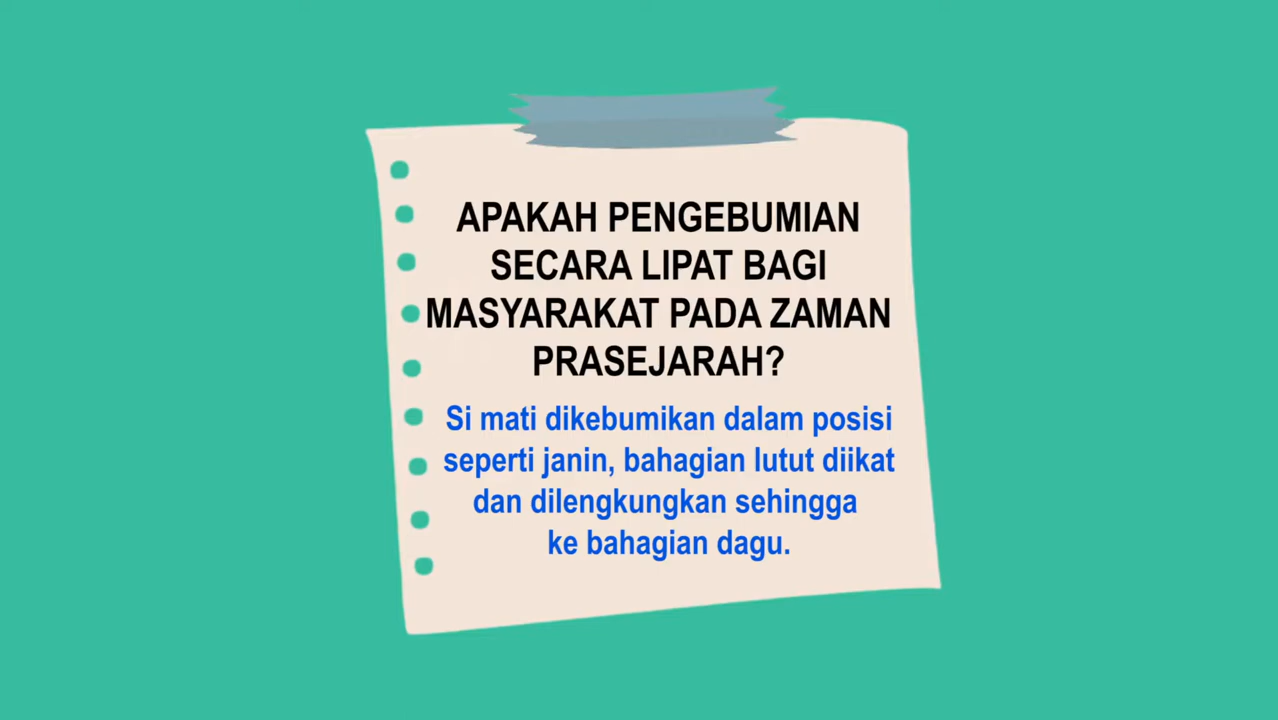 APAKAH PENGEBUMIAN
SECARA LIPAT BAGI
MASYARAKAT PADA ZAMAN
PRASEJARAH?
Si mati dikebumikan dalam posisi
seperti janin, bahagian lutut diikat
dan dilengkungkan sehingga
ke bahagian dagu.